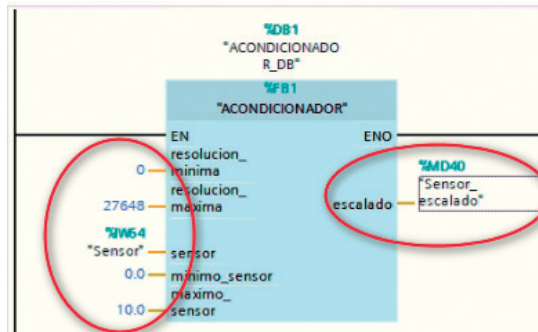 %DB1
"ACONDICIONADO
R_DB"
%FB1
"ACONDICIONADOR"
EN ENO
resolucion_
minima
0
resolucion_
maxima
27648
%IW64
"Sensor" sensor
0.0 minimo_sensor
maximo_
10.0 sensor
%MD40
"Sensor_
escalado"
escalado